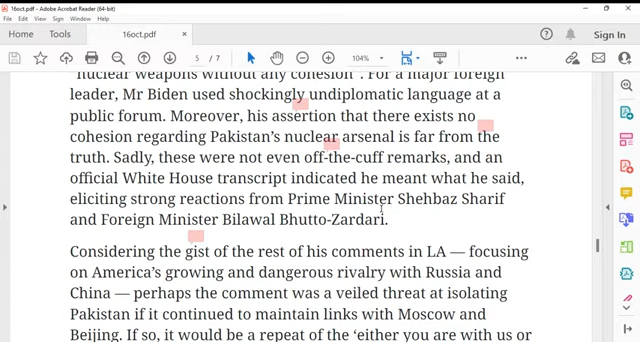 16oct.pdf - Adobe Acrobat Reader (64-bit)
File Edit View Sign Window Help
Home Tools 16oct.pdf × Sign In
5 / 7 104%
"nuclear weapons without any cohesion". For a major foreign
leader, Mr Biden used shockingly undiplomatic language at a
public forum. Moreover, his assertion that there exists no
cohesion regarding Pakistan's nuclear arsenal is far from the
truth. Sadly, these were not even off-the-cuff remarks, and an
official White House transcript indicated he meant what he said,
eliciting strong reactions from Prime Minister Shehbaz Sharif
and Foreign Minister Bilawal Bhutto-Zardari.
Considering the gist of the rest of his comments in LA — focusing
on America's growing and dangerous rivalry with Russia and
China — perhaps the comment was a veiled threat at isolating
Pakistan if it continued to maintain links with Moscow and
Beijing. If so, it would be a repeat of the 'either you are with us or